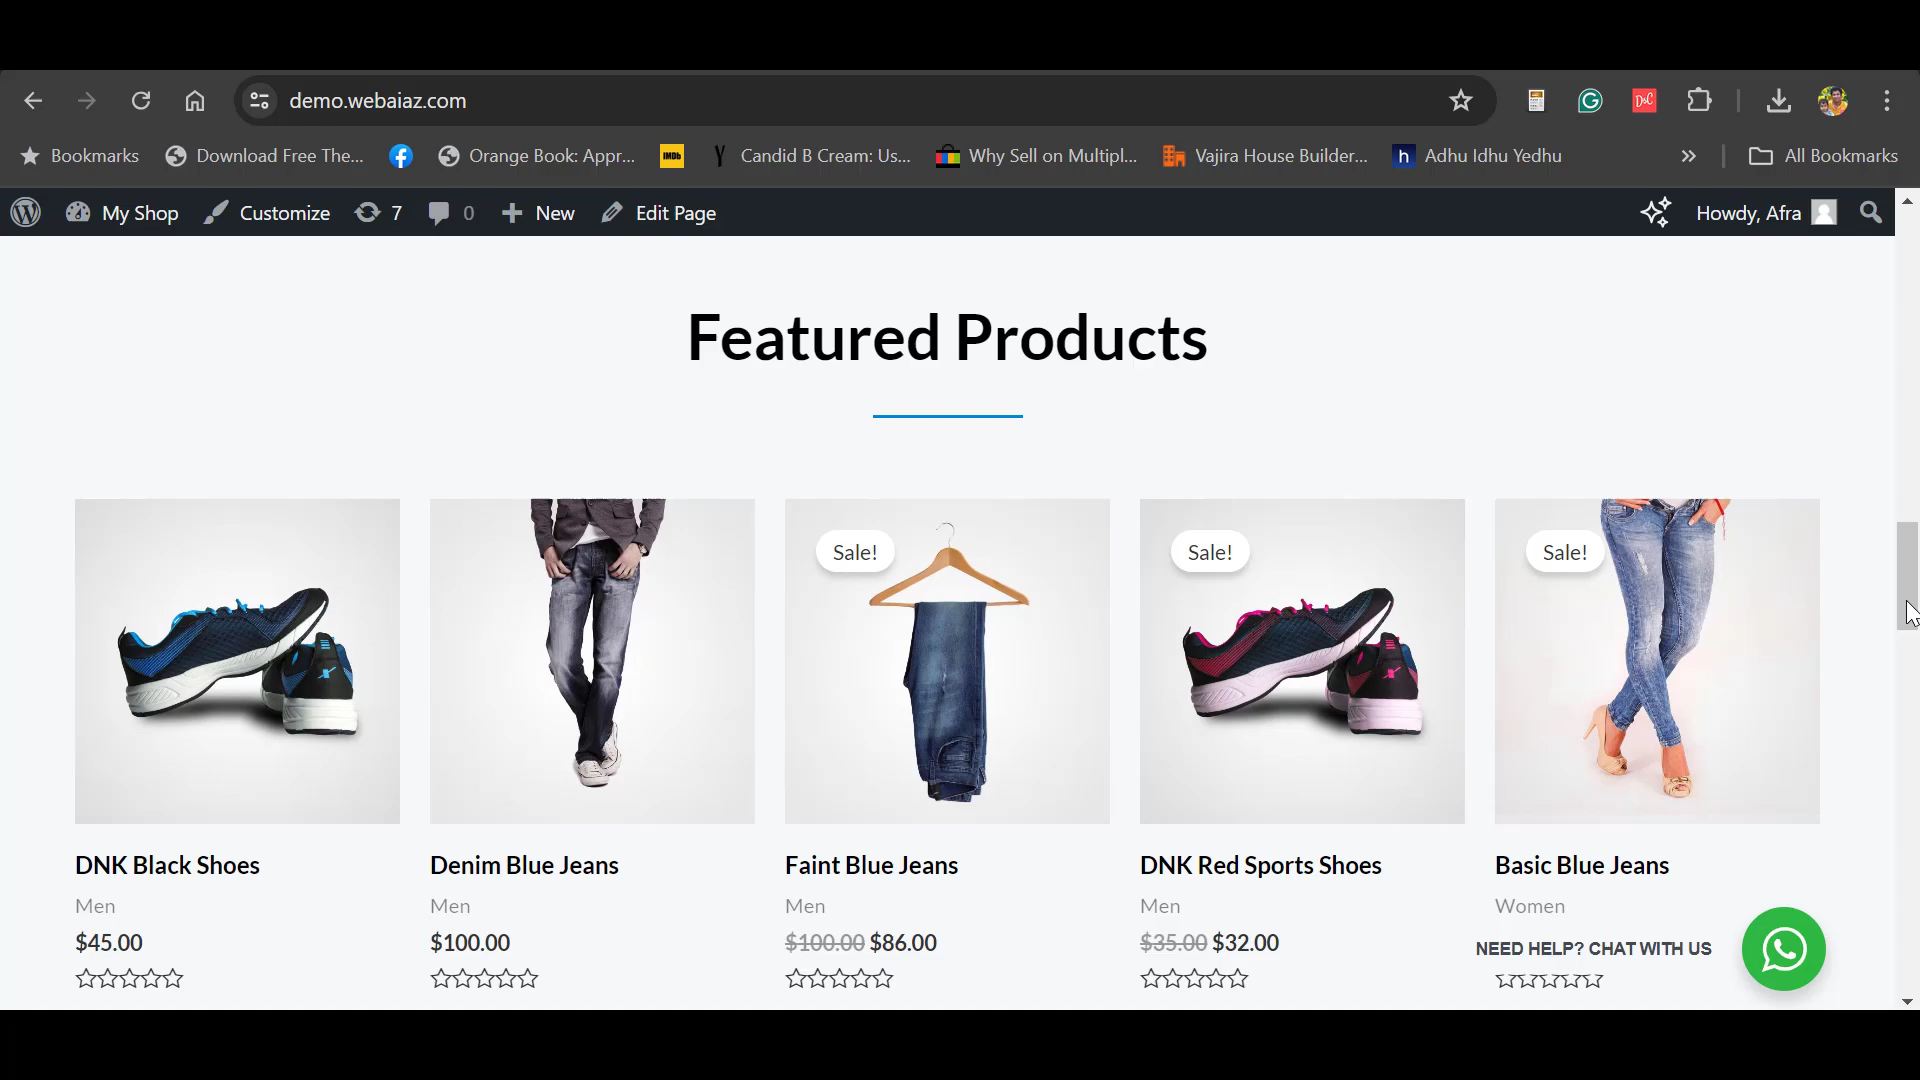 demo.webaiaz.com
Bookmarks
Download Free The...
Orange Book: Appr...
IMDb
Candid B Cream: Us...
Why Sell on Multipl...
Vajira House Builder...
h
Adhu Idhu Yedhu
All Bookmarks
My Shop
Customize
7
0
New
Edit Page
Howdy, Afra
Featured Products
Sale!
Sale!
Sale!
DNK Black Shoes
Men
$45.00
Denim Blue Jeans
Men
$100.00
Faint Blue Jeans
Men
$100.00 $86.00
DNK Red Sports Shoes
Men
$35.00 $32.00
Basic Blue Jeans
Women
NEED HELP? CHAT WITH US